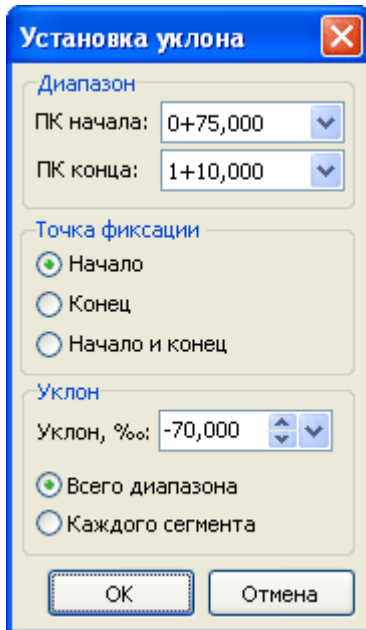 Установка уклона
Диапазон
ПК начала: 0+75,000
ПК конца: 1+10,000
Точка фиксации
Начало
Конец
Начало и конец
Уклон
Уклон, ‰: -70,000
Всего диапазона
Каждого сегмента
ОК Отмена